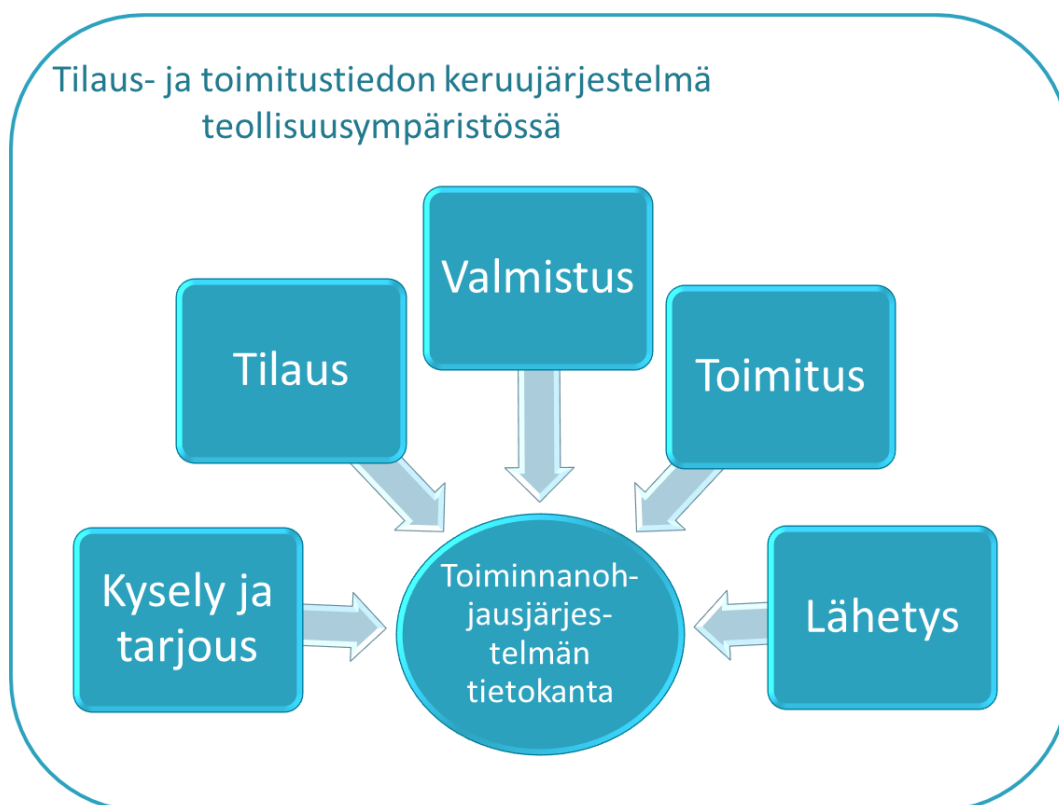 Tilaus- ja toimitustiedon keruujärjestelmä
teollisuusympäristössä
Valmistus
Tilaus
Toimitus
Kysely ja
tarjous
Toiminnanoh-
jausjärjes-
telmän
tietokanta
Lähetys